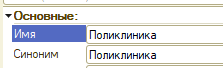 Основные:
Имя Поликлиника
Синоним Поликлиника